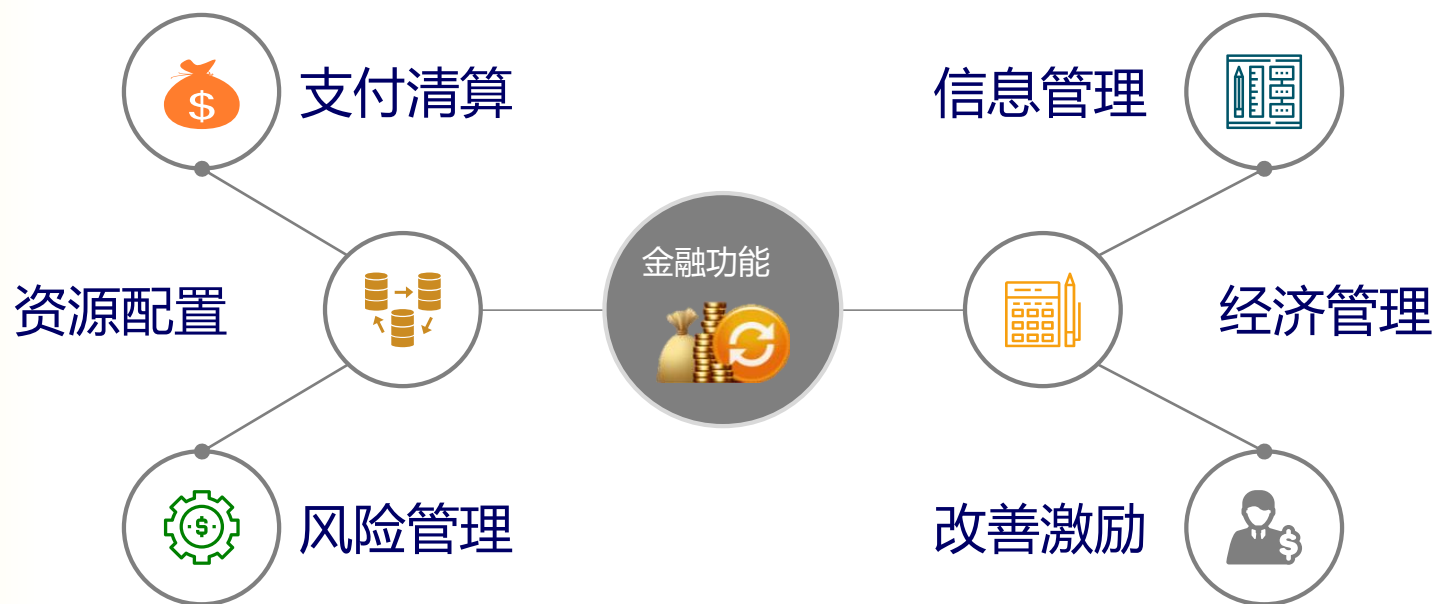 支付清算
信息管理
金融功能
资源配置
经济管理
风险管理
改善激励